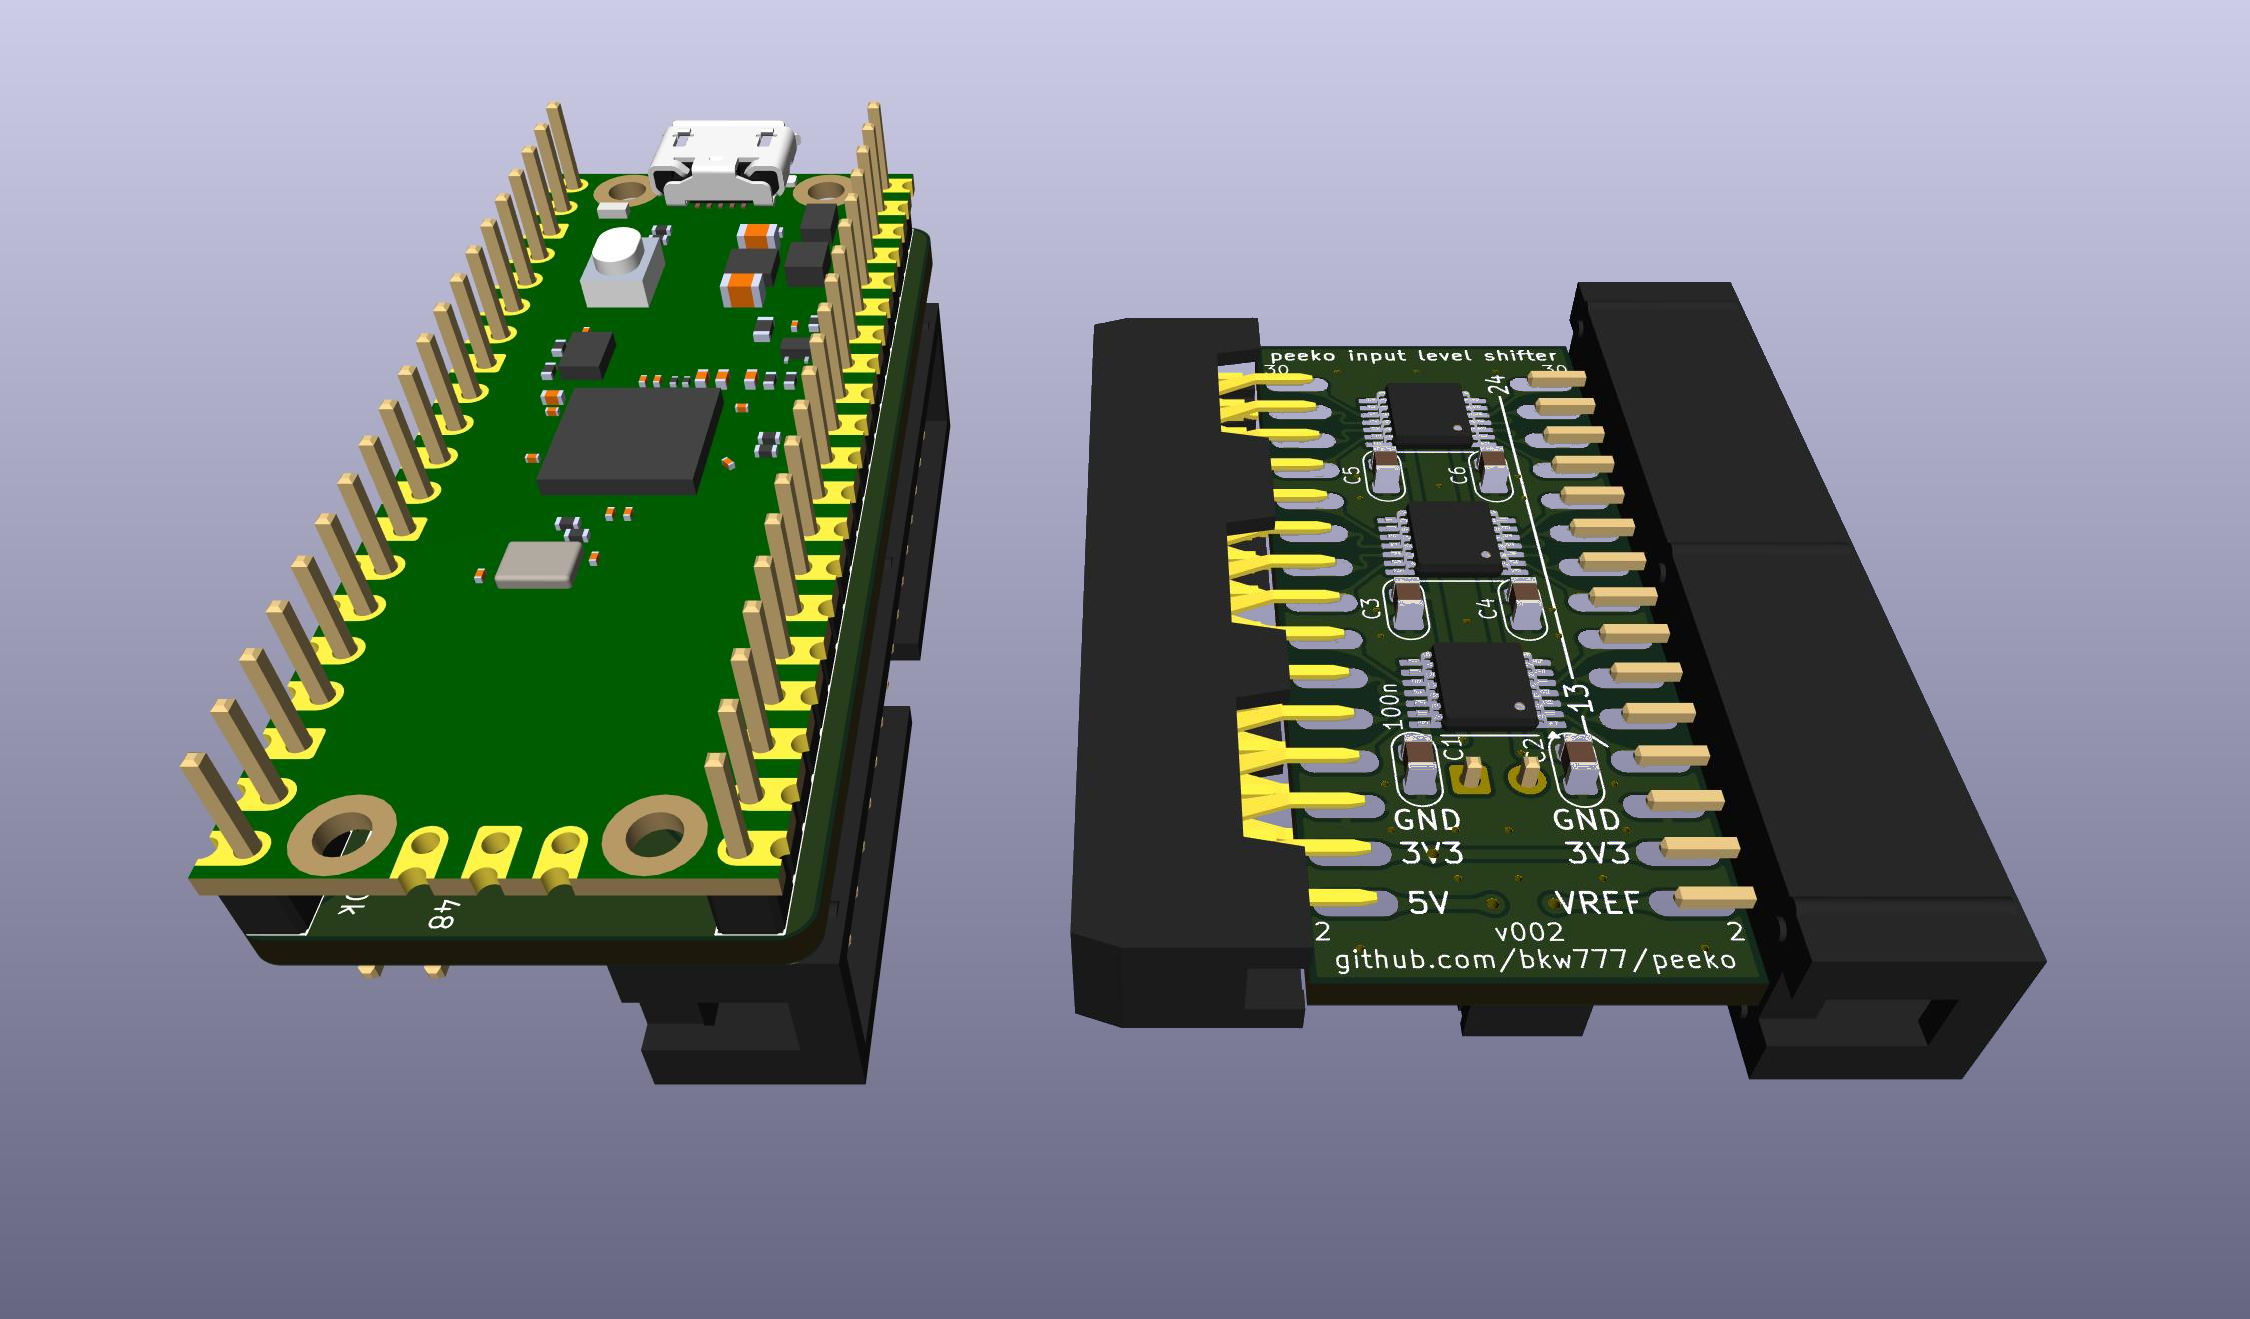 48
peeko input level shifter
30 30
24
C5 C6
C3 C4
13
100n
C1 C2
GND GND
3V3 3V3
5V VREF
2 v002 2
github.com/bkw777/peeko